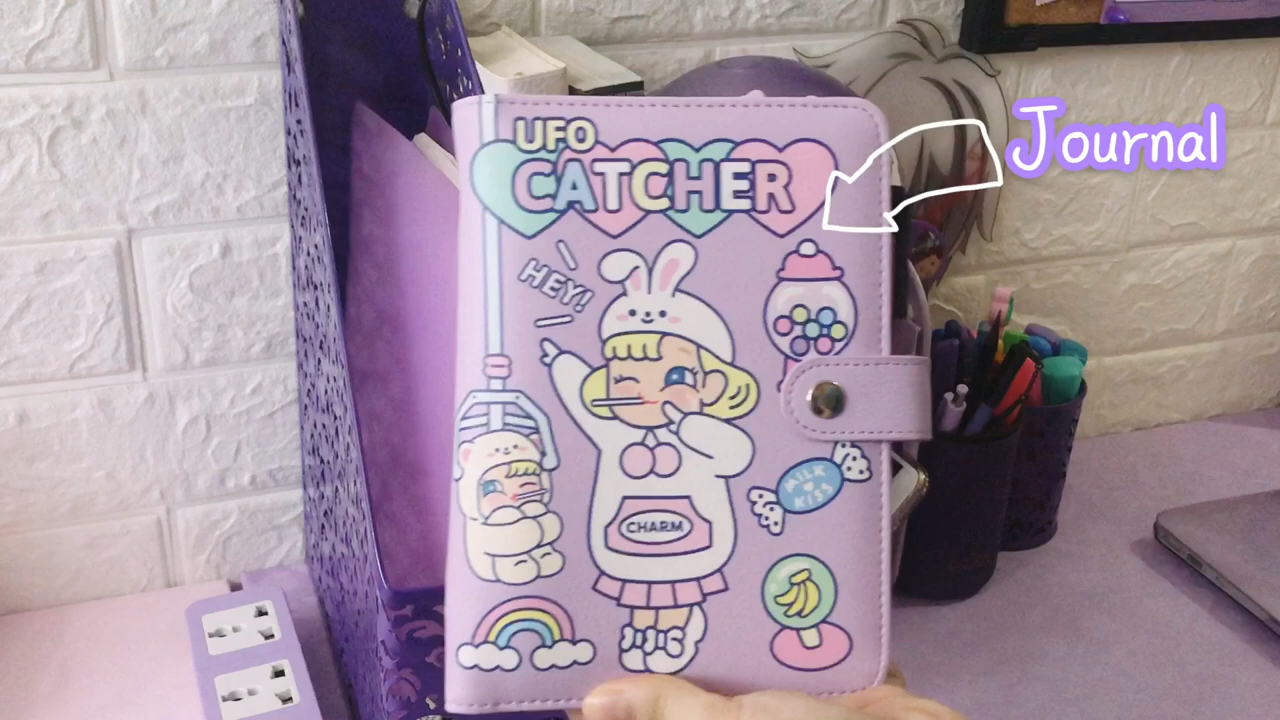 UFO
CATCHER
Journal
HEY!
MILK
KISS
CHARM